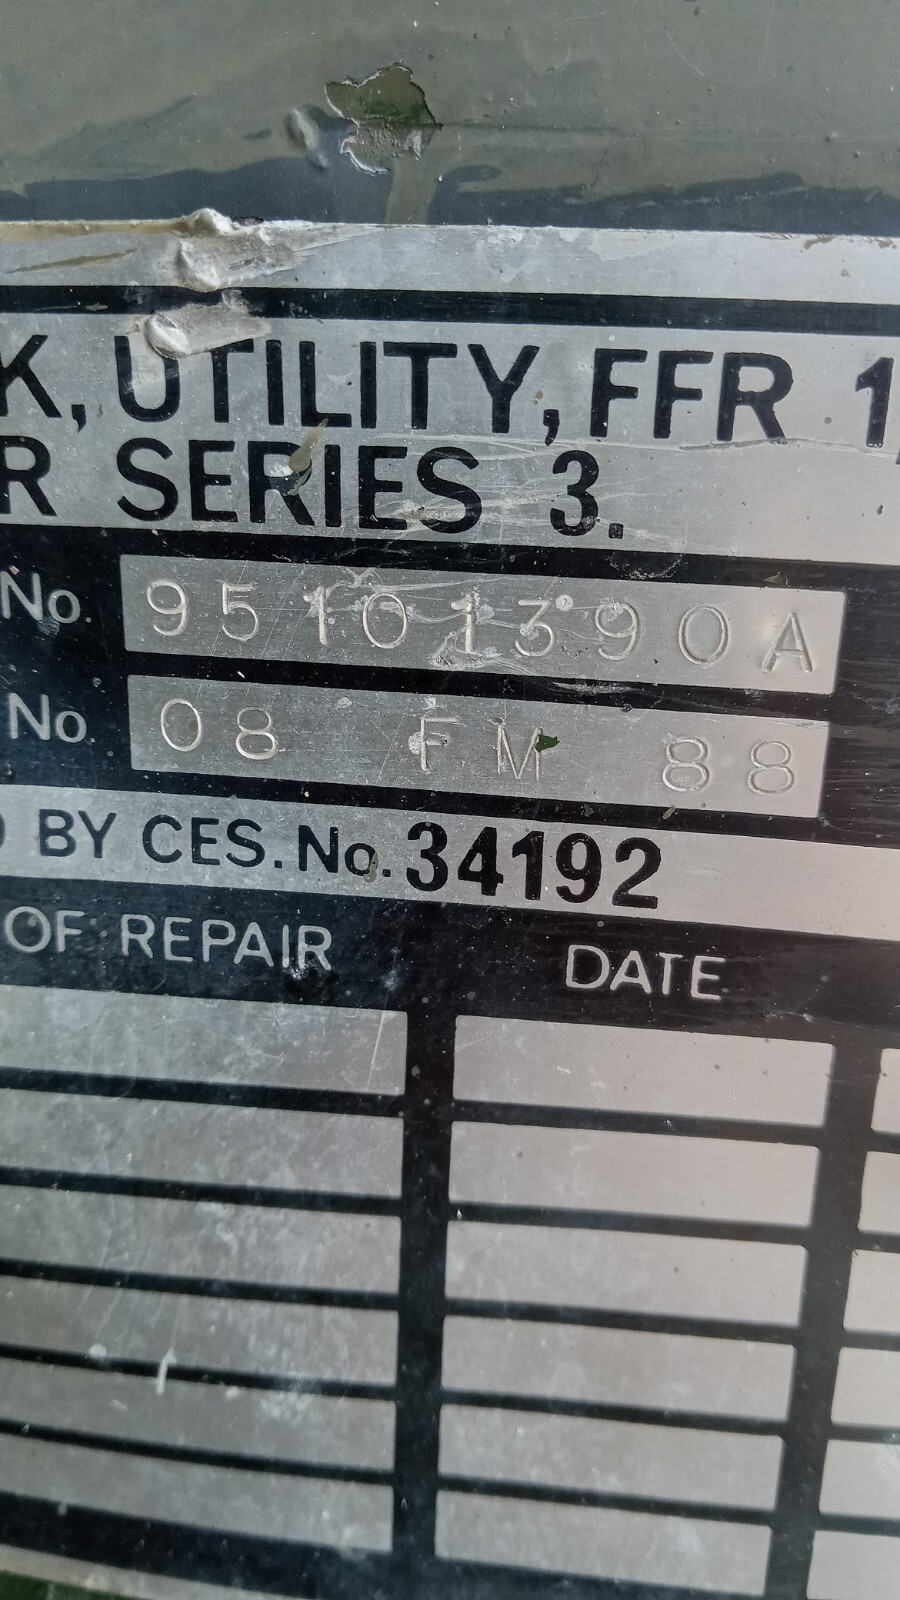 K, UTILITY, FFR 1
R SERIES 3.
No. 95101390A
No. 08 FM 88
BY CES. No. 34192
OF REPAIR DATE